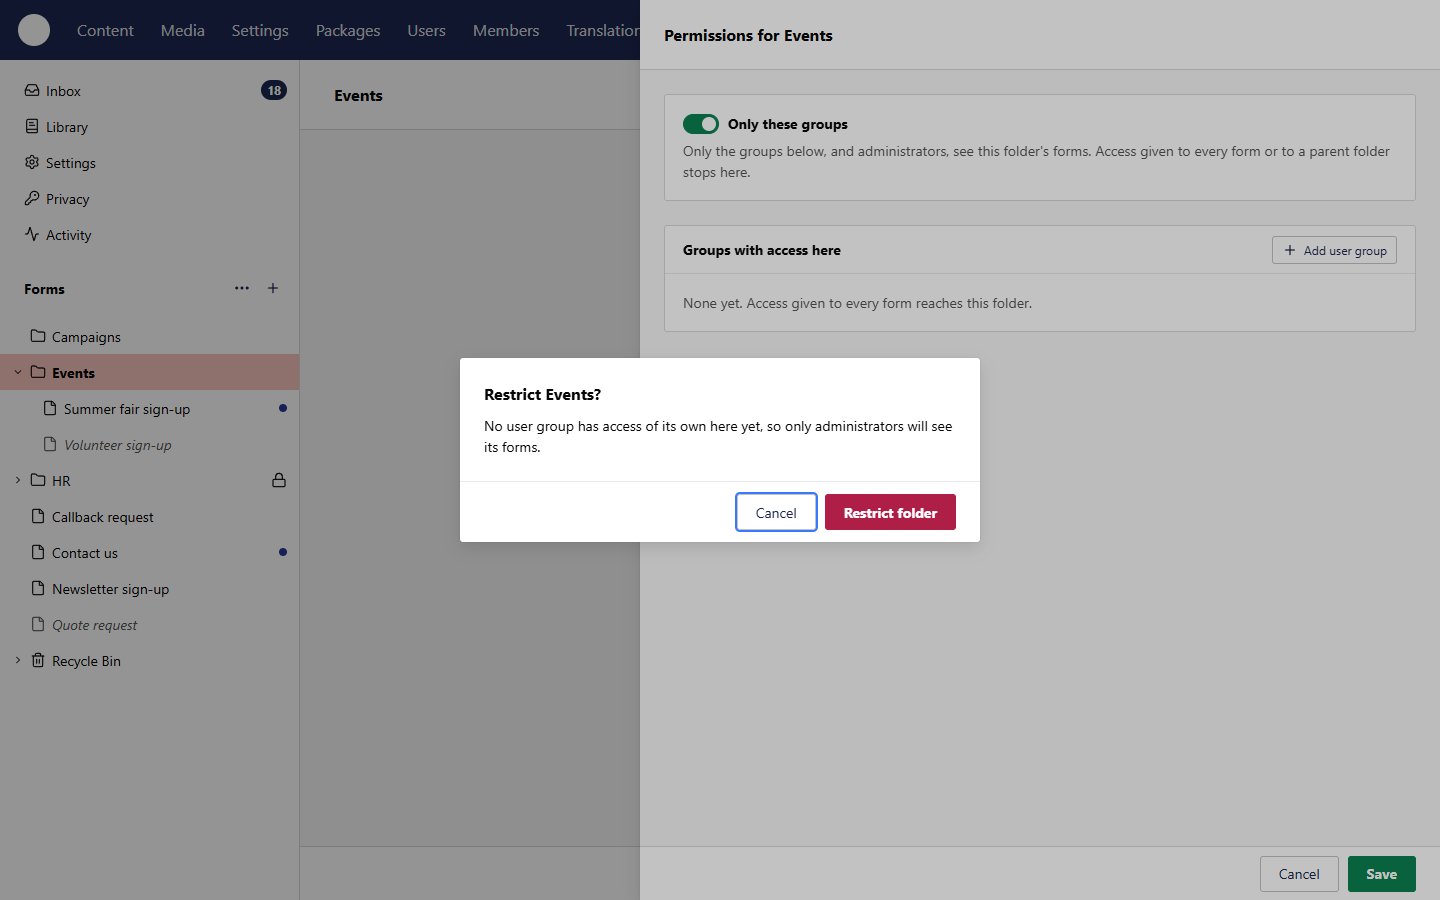 Content Media Settings Packages Users Members Translation
Permissions for Events
Inbox 18
Library
Settings
Privacy
Activity
Forms
Campaigns
Events
Summer fair sign-up
Volunteer sign-up
HR
Callback request
Contact us
Newsletter sign-up
Quote request
Recycle Bin
Events
Only these groups
Only the groups below, and administrators, see this folder's forms. Access given to every form or to a parent folder
stops here.
Groups with access here
Add user group
None yet. Access given to every form reaches this folder.
Restrict Events?
No user group has access of its own here yet, so only administrators will see
its forms.
Cancel Restrict folder
Cancel Save